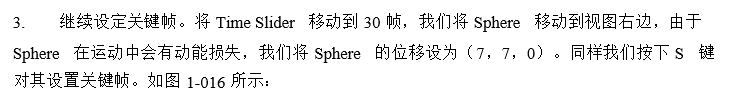 3. 继续设定关键帧。将 Time Slider 移动到 30 帧，我们将 Sphere 移动到视图右边，由于
Sphere 在运动中会有动能损失，我们将 Sphere 的位移设为（7，7，0）。同样我们按下 S 键
对其设置关键帧。如图 1-016 所示：